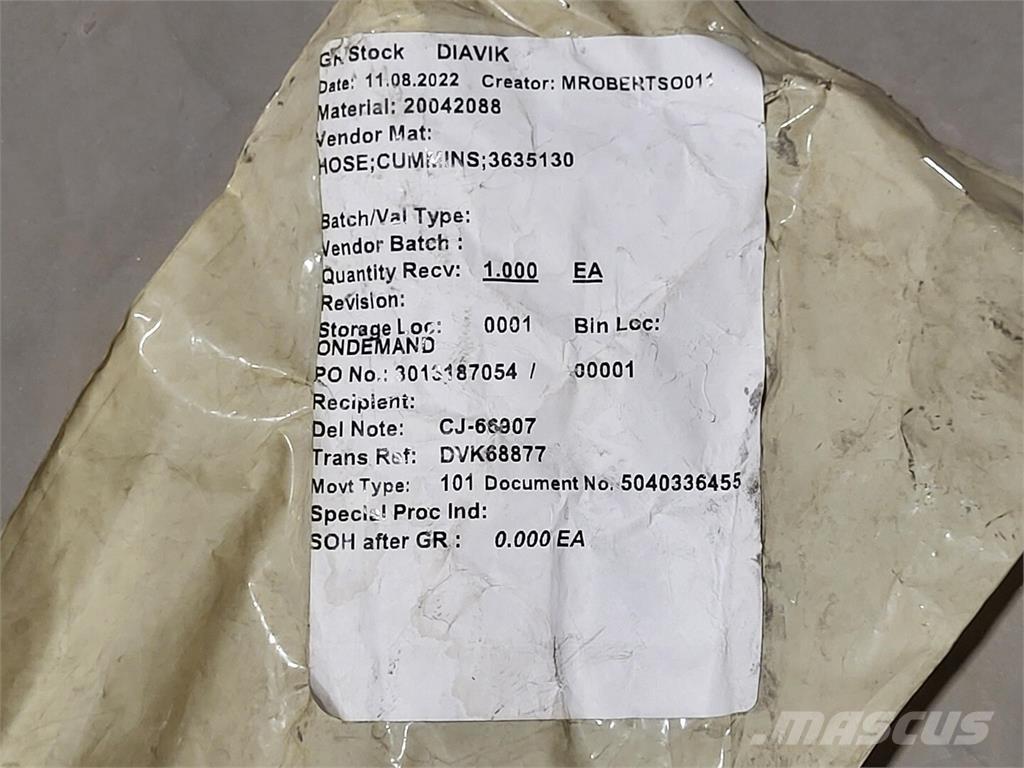 GR Stock DIAVIK
Date: 11.08.2022 Creator: MROBERTSO011
Material: 20042088
Vendor Mat:
HOSE;CUMMINS;3635130
Batch/Val Type:
Vendor Batch :
Quantity Recv: 1.000 EA
Revision:
Storage Loc: 0001 Bin Loc:
ONDEMAND
PO No.: 3013187054 / 00001
Recipient:
Del Note: CJ-66907
Trans Ref: DVK68877
Movt Type: 101 Document No. 5040336455
Special Proc Ind:
SOH after GR : 0.000 EA
MASCUS